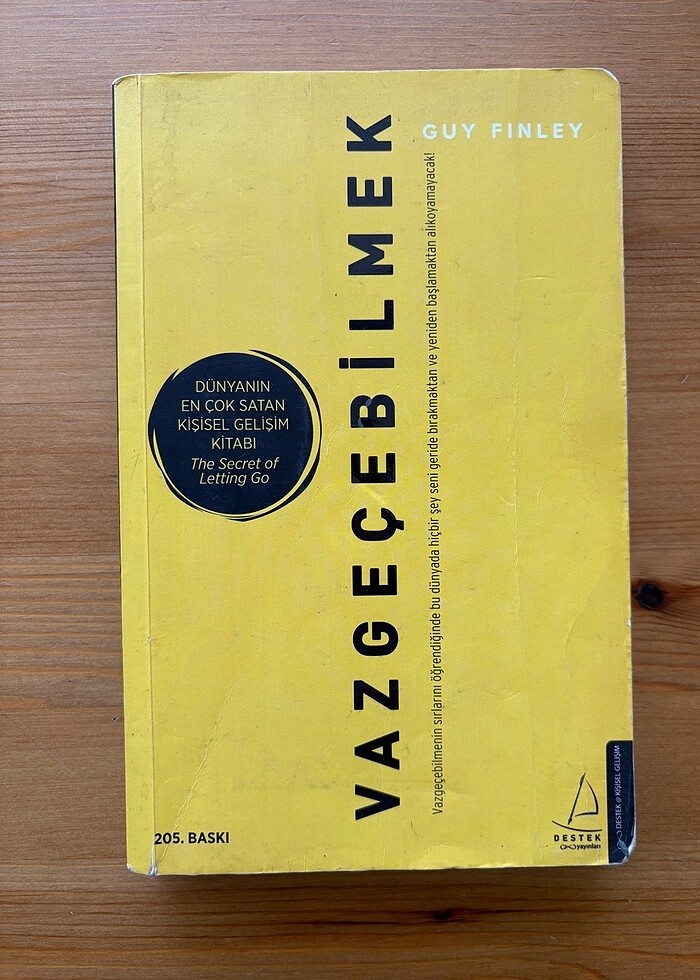 GUY FINLEY
VAZGEÇEBİLMEK
Vazgeçebilmenin sırlarını öğrendiğinde bu dünyada hiçbir şey seni geride bırakmaktan ve yeniden başlamaktan alıkoyamayacak!
DÜNYANIN
EN ÇOK SATAN
KİŞİSEL GELİŞİM
KİTABI
The Secret of
Letting Go
205. BASKI
DESTEK
yayınları
DESTEK @ KİŞİSEL GELİŞİM